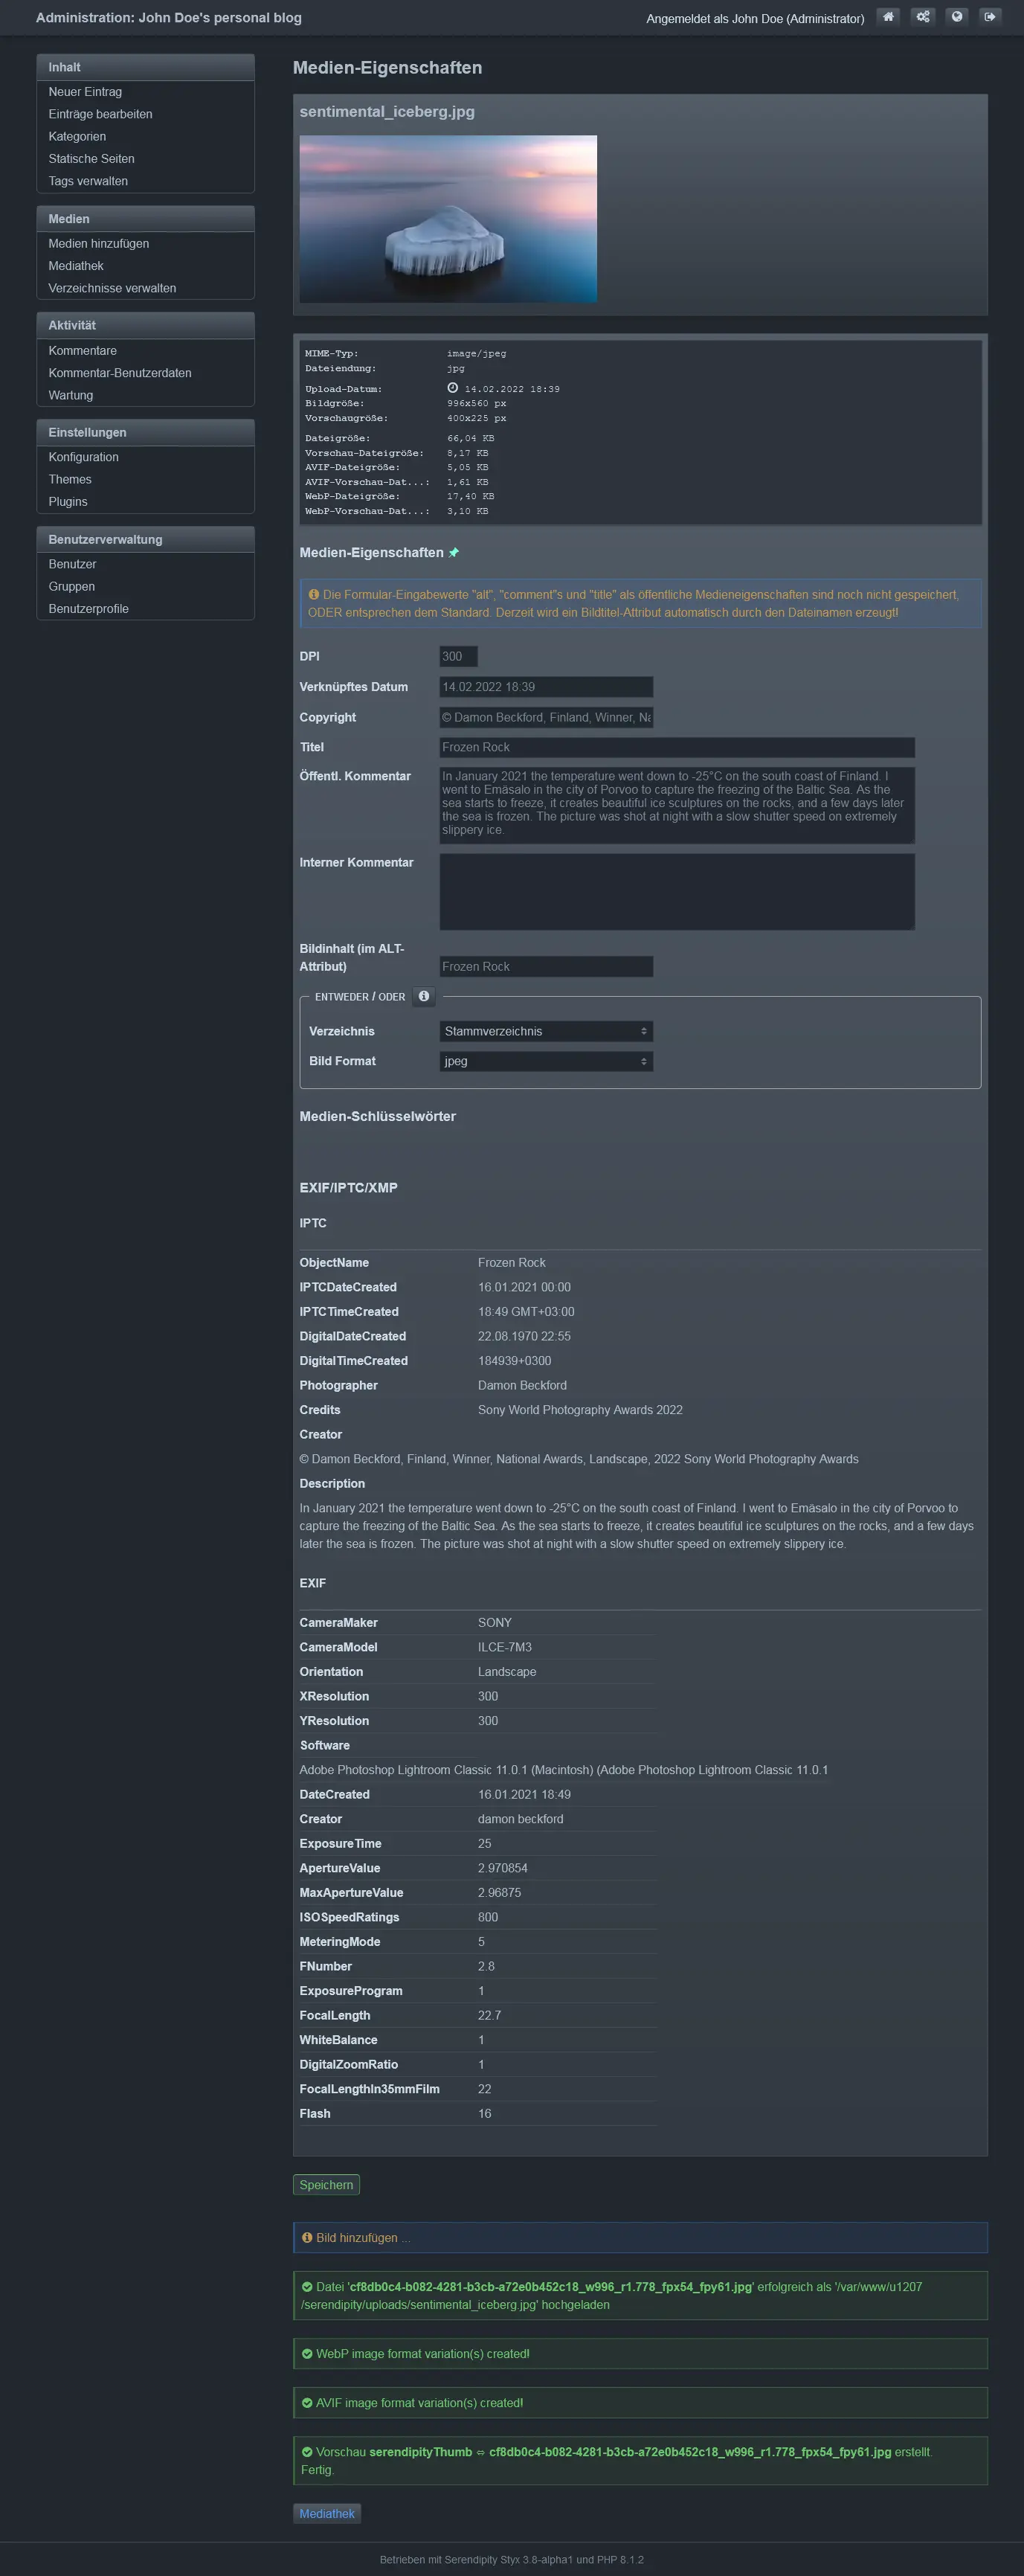 Administration: John Doe's personal blog
Angemeldet als John Doe (Administrator)
Inhalt
Neuer Eintrag
Einträge bearbeiten
Kategorien
Statische Seiten
Tags verwalten
Medien
Medien hinzufügen
Mediathek
Verzeichnisse verwalten
Aktivität
Kommentare
Kommentar-Benutzerdaten
Wartung
Einstellungen
Konfiguration
Themes
Plugins
Benutzerverwaltung
Benutzer
Gruppen
Benutzerprofile
Medien-Eigenschaften
sentimental_iceberg.jpg
MIME-Typ: image/jpeg
Dateiendung: jpg
Upload-Datum: 14.02.2022 18:39
Bildgröße: 996x560 px
Vorschaugröße: 400x225 px
Dateigröße: 66,04 KB
Vorschau-Dateigröße: 8,17 KB
AVIF-Dateigröße: 5,05 KB
AVIF-Vorschau-Dat...: 1,61 KB
WebP-Dateigröße: 17,40 KB
WebP-Vorschau-Dat...: 3,10 KB
Medien-Eigenschaften
Die Formular-Eingabewerte "alt", "comment"s und "title" als öffentliche Medieneigenschaften sind noch nicht gespeichert,
ODER entsprechen dem Standard. Derzeit wird ein Bildtitel-Attribut automatisch durch den Dateinamen erzeugt!
DPI 300
Verknüpftes Datum 14.02.2022 18:39
Copyright © Damon Beckford, Finland, Winner, Na
Titel Frozen Rock
Öffentl. Kommentar In January 2021 the temperature went down to -25°C on the south coast of Finland. I
went to Emäsalo in the city of Porvoo to capture the freezing of the Baltic Sea. As the
sea starts to freeze, it creates beautiful ice sculptures on the rocks, and a few days later
the sea is frozen. The picture was shot at night with a slow shutter speed on extremely
slippery ice.
Interner Kommentar
Bildinhalt (im ALT-
Attribut) Frozen Rock
ENTWEDER / ODER
Verzeichnis Stammverzeichnis
Bild Format jpeg
Medien-Schlüsselwörter
EXIF/IPTC/XMP
IPTC
ObjectName Frozen Rock
IPTCDateCreated 16.01.2021 00:00
IPTCTimeCreated 18:49 GMT+03:00
DigitalDateCreated 22.08.1970 22:55
DigitalTimeCreated 184939+0300
Photographer Damon Beckford
Credits Sony World Photography Awards 2022
Creator
© Damon Beckford, Finland, Winner, National Awards, Landscape, 2022 Sony World Photography Awards
Description
In January 2021 the temperature went down to -25°C on the south coast of Finland. I went to Emäsalo in the city of Porvoo to
capture the freezing of the Baltic Sea. As the sea starts to freeze, it creates beautiful ice sculptures on the rocks, and a few days
later the sea is frozen. The picture was shot at night with a slow shutter speed on extremely slippery ice.
EXIF
CameraMaker SONY
CameraModel ILCE-7M3
Orientation Landscape
XResolution 300
YResolution 300
Software
Adobe Photoshop Lightroom Classic 11.0.1 (Macintosh) (Adobe Photoshop Lightroom Classic 11.0.1
DateCreated 16.01.2021 18:49
Creator damon beckford
ExposureTime 25
ApertureValue 2.970854
MaxApertureValue 2.96875
ISOSpeedRatings 800
MeteringMode 5
FNumber 2.8
ExposureProgram 1
FocalLength 22.7
WhiteBalance 1
DigitalZoomRatio 1
FocalLengthIn35mmFilm 22
Flash 16
Speichern
Bild hinzufügen ...
Datei 'cf8db0c4-b082-4281-b3cb-a72e0b452c18_w996_r1.778_fpx54_fpy61.jpg' erfolgreich als '/var/www/u1207
/serendipity/uploads/sentimental_iceberg.jpg' hochgeladen
WebP image format variation(s) created!
AVIF image format variation(s) created!
Vorschau serendipityThumb ⇔ cf8db0c4-b082-4281-b3cb-a72e0b452c18_w996_r1.778_fpx54_fpy61.jpg erstellt.
Fertig.
Mediathek
Betrieben mit Serendipity Styx 3.8-alpha1 und PHP 8.1.2